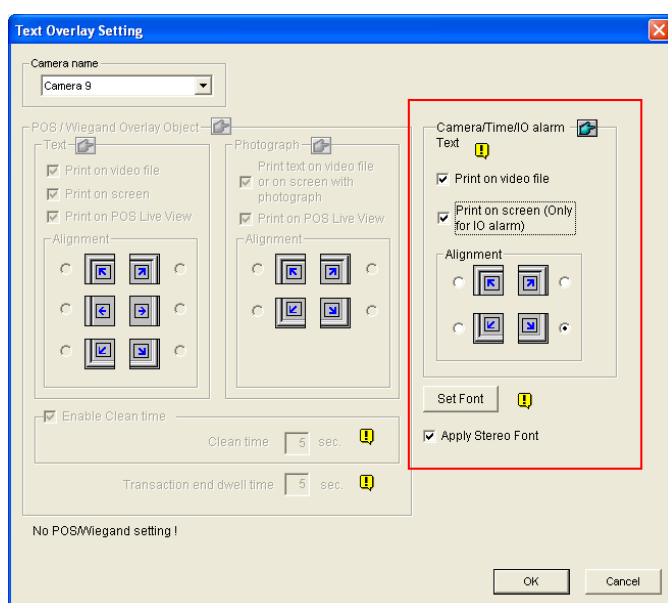 Text Overlay Setting
Camera name
Camera 9
POS / Wiegand Overlay Object
Text
Print on video file
Print on screen
Print on POS Live View
Alignment
Photograph
Print text on video file
or on screen with
photograph
Print on POS Live View
Alignment
Enable Clean time
Clean time 5 sec.
Transaction end dwell time 5 sec.
No POS/Wiegand setting !
Camera/Time/IO alarm
Text
Print on video file
Print on screen (Only
for IO alarm)
Alignment
Set Font
Apply Stereo Font
OK
Cancel